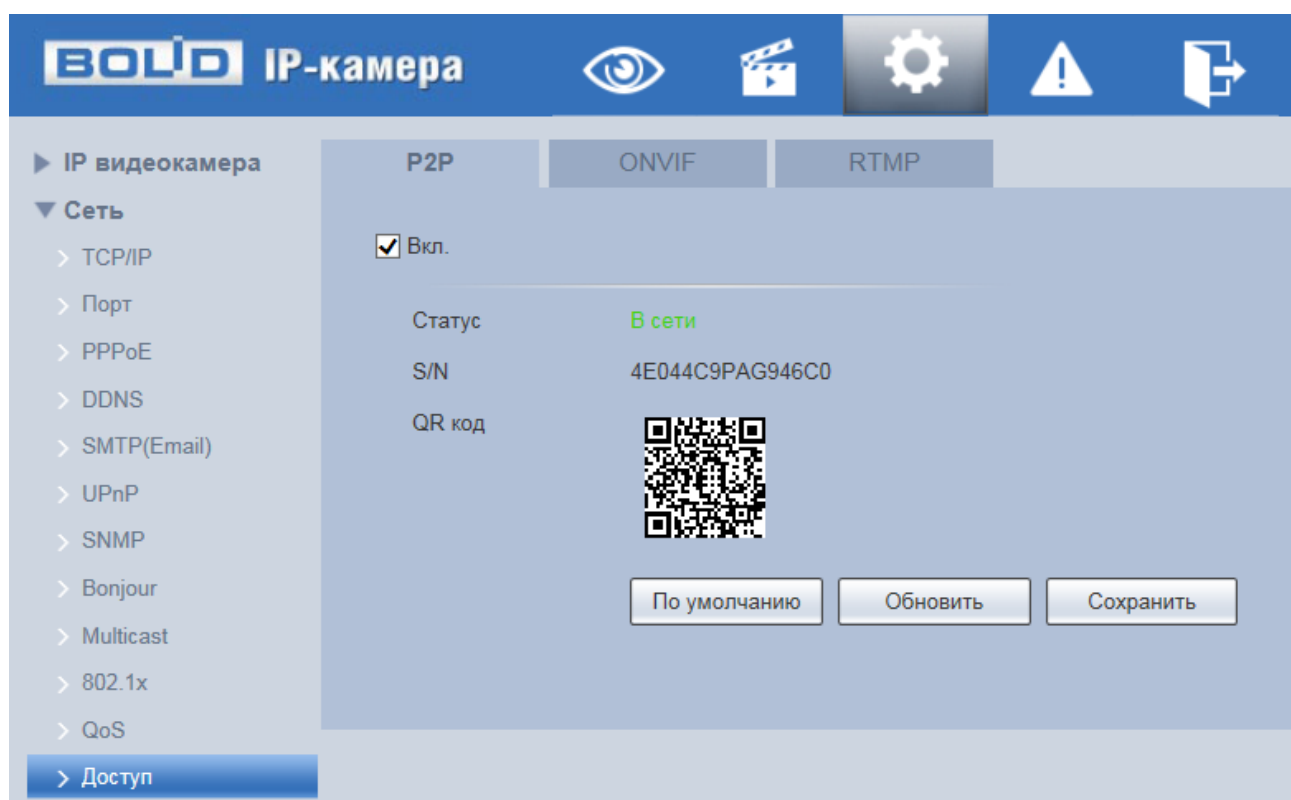 BOLID IP-камера
IP видеокамера
Сеть
TCP/IP
Порт
PPPoE
DDNS
SMTP(Email)
UPnP
SNMP
Bonjour
Multicast
802.1x
QoS
Доступ
P2P ONVIF RTMP
Вкл.
Статус В сети
S/N 4E044C9PAG946C0
QR код
По умолчанию Обновить Сохранить